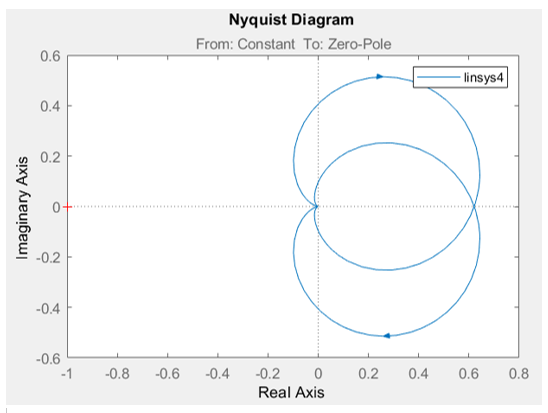 Nyquist Diagram
From: Constant To: Zero-Pole
linsys4
0.6
0.4
0.2
0
-0.2
-0.4
-0.6
Imaginary Axis
-1 -0.8 -0.6 -0.4 -0.2 0 0.2 0.4 0.6 0.8
Real Axis